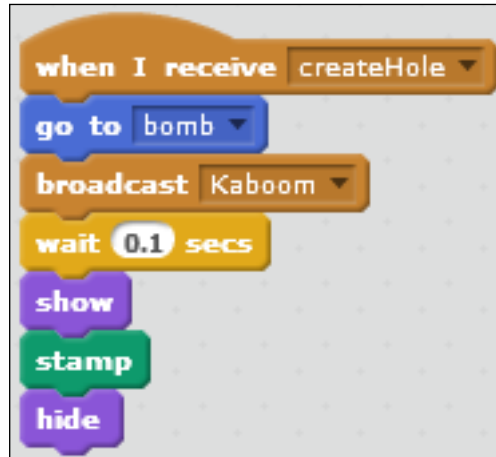 when I receive createHole
go to bomb
broadcast Kaboom
wait 0.1 secs
show
stamp
hide